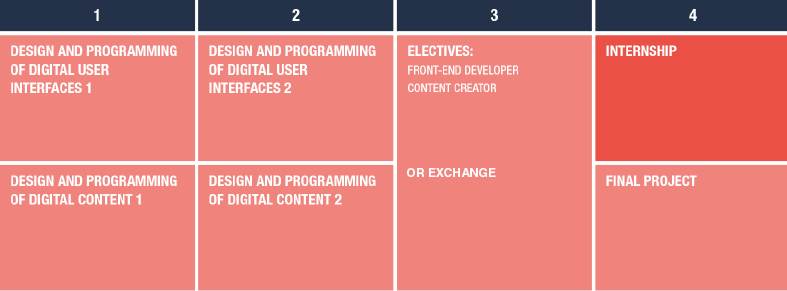 1
2
3
4
DESIGN AND PROGRAMMING
OF DIGITAL USER
INTERFACES 1
DESIGN AND PROGRAMMING
OF DIGITAL USER
INTERFACES 2
ELECTIVES:
FRONT-END DEVELOPER
CONTENT CREATOR
INTERNSHIP
DESIGN AND PROGRAMMING
OF DIGITAL CONTENT 1
DESIGN AND PROGRAMMING
OF DIGITAL CONTENT 2
OR EXCHANGE
FINAL PROJECT